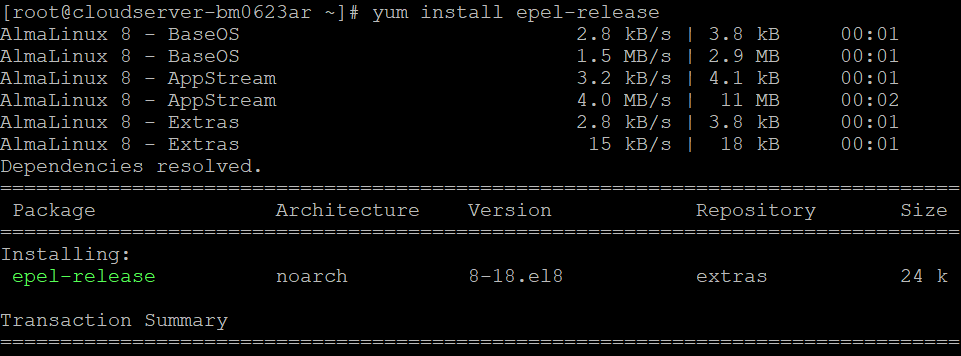 [root@cloudserver-bm0623ar ~]# yum install epel-release
AlmaLinux 8 - BaseOS                            2.8 kB/s | 3.8 kB     00:01
AlmaLinux 8 - BaseOS                            1.5 MB/s | 2.9 MB     00:01
AlmaLinux 8 - AppStream                         3.2 kB/s | 4.1 kB     00:01
AlmaLinux 8 - AppStream                         4.0 MB/s |  11 MB     00:02
AlmaLinux 8 - Extras                            2.8 kB/s | 3.8 kB     00:01
AlmaLinux 8 - Extras                             15 kB/s |  18 kB     00:01
Dependencies resolved.
================================================================================
 Package               Architecture    Version            Repository       Size
================================================================================
Installing:
 epel-release          noarch          8-18.el8           extras           24 k

Transaction Summary
================================================================================